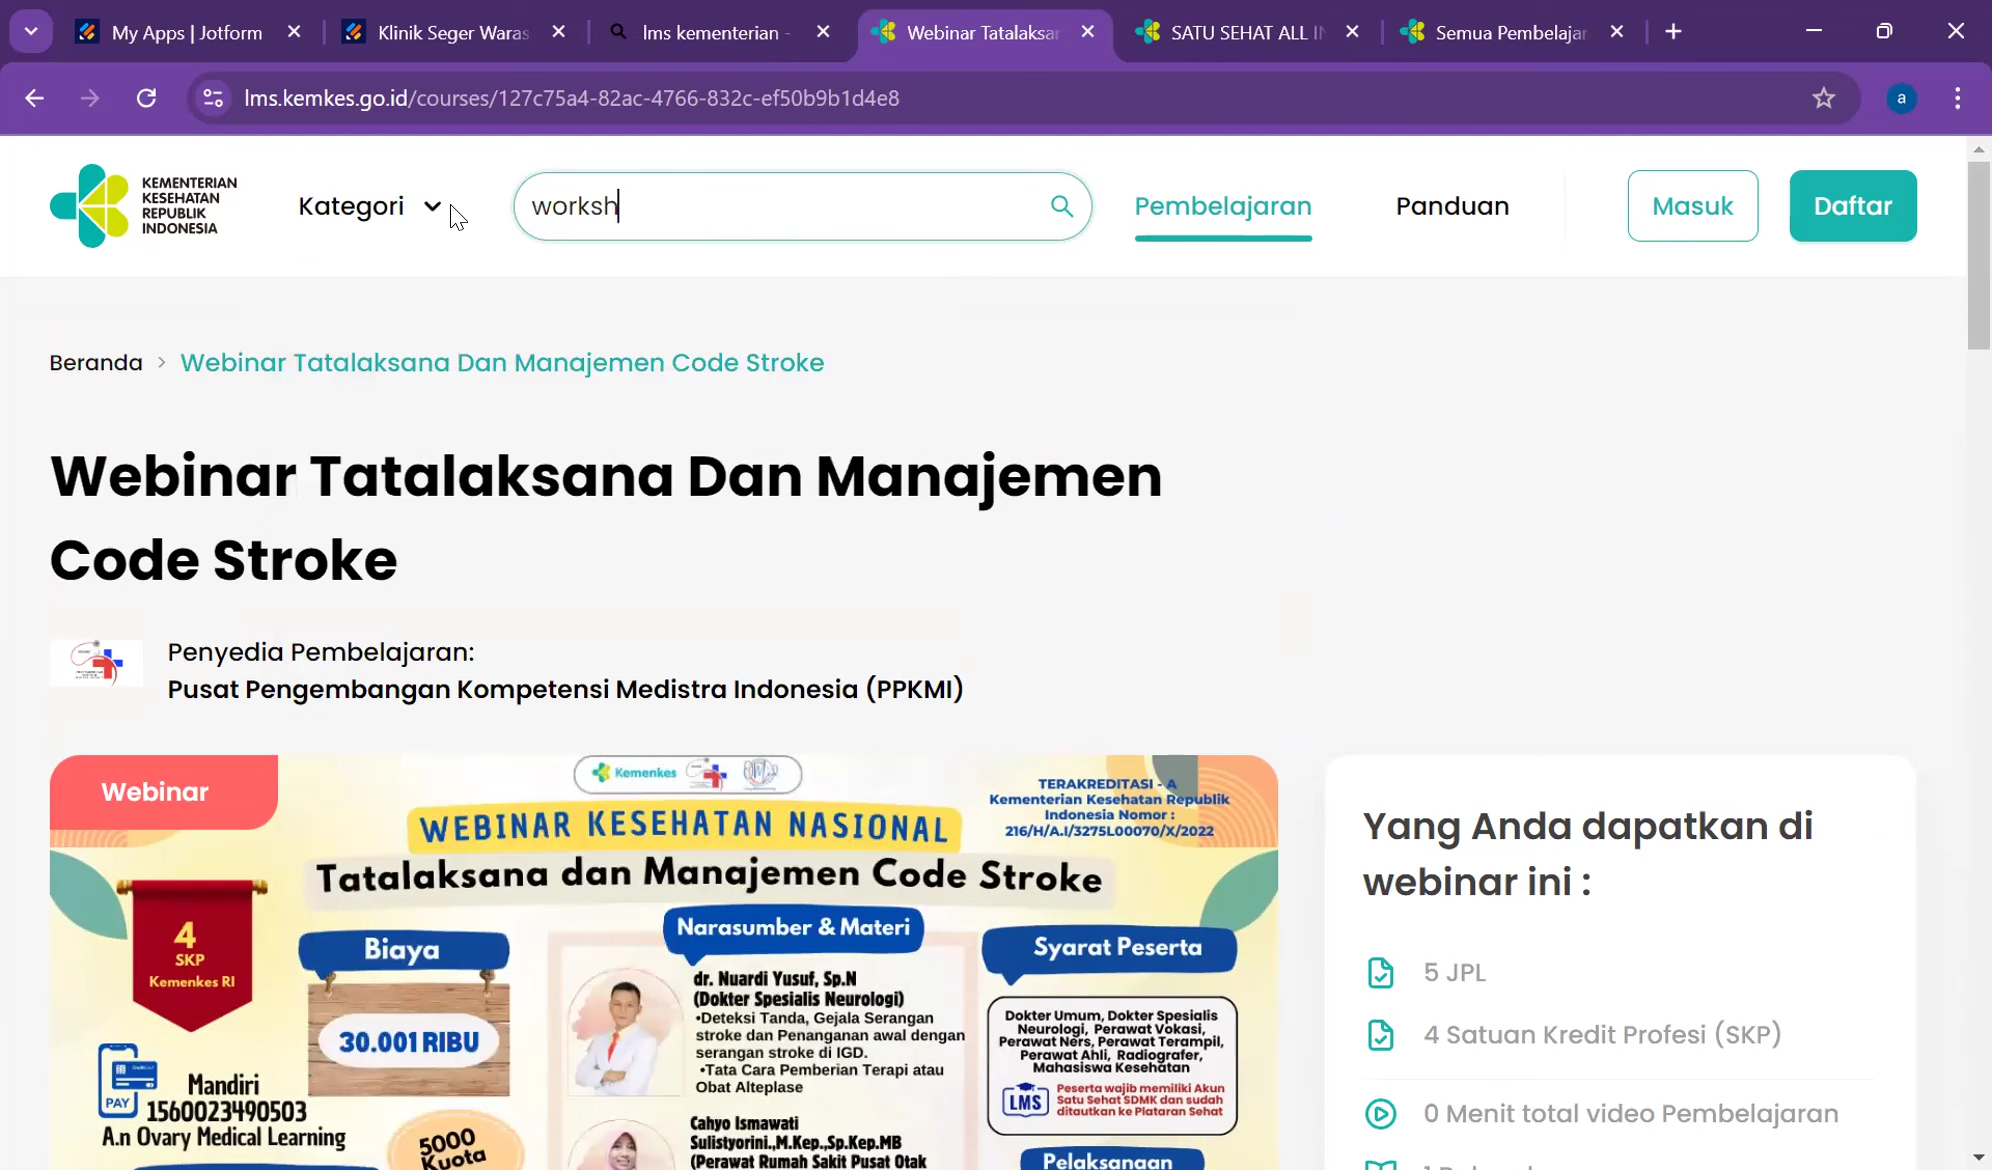 My Apps | Jotform
Klinik Seger Waras
lms kementerian -
Webinar Tatalaksar
SATU SEHAT ALL IN
Semua Pembelajar
lms.kemkes.go.id/courses/127c75a4-82ac-4766-832c-ef50b9b1d4e8
a
KEMENTERIAN
KESEHATAN
REPUBLIK
INDONESIA
Kategori
worksh
Pembelajaran
Panduan
Masuk
Daftar
Beranda > Webinar Tatalaksana Dan Manajemen Code Stroke
Webinar Tatalaksana Dan Manajemen
Code Stroke
Penyedia Pembelajaran:
Pusat Pengembangan Kompetensi Medistra Indonesia (PPKMI)
Webinar
Kemenkes
TERAKREDITASI - A
Kementerian Kesehatan Republik
Indonesia Nomor :
216/H/A.I/3275L00070/X/2022
WEBINAR KESEHATAN NASIONAL
Tatalaksana dan Manajemen Code Stroke
4
SKP
Kemenkes RI
Biaya
30.001 RIBU
PAY
Mandiri
1560023490503
A.n Ovary Medical Learning
5000
Kuota
Narasumber & Materi
dr. Nuardi Yusuf, Sp.N
(Dokter Spesialis Neurologi)
•Deteksi Tanda, Gejala Serangan
stroke dan Penanganan awal dengan
serangan stroke di IGD.
•Tata Cara Pemberian Terapi atau
Obat Alteplase
Cahyo Ismawati
Sulistyorini.,M.Kep.,Sp.Kep.MB
(Perawat Rumah Sakit Pusat Otak
Syarat Peserta
Dokter Umum, Dokter Spesialis
Neurologi, Perawat Vokasi,
Perawat Ners, Perawat Terampil,
Perawat Ahli, Radiografer,
Mahasiswa Kesehatan
LMS
Peserta wajib memiliki Akun
Satu Sehat SDMK dan sudah
ditautkan ke Plataran Sehat
Pelaksanaan
Yang Anda dapatkan di
webinar ini :
5 JPL
4 Satuan Kredit Profesi (SKP)
0 Menit total video Pembelajaran